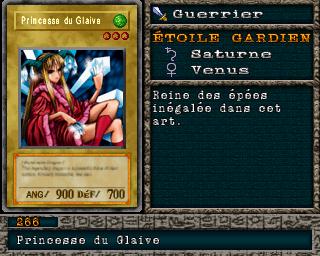 Princesse du Glaive
ANG/ 900 DÉF/ 700
Guerrier
ÉTOILE GARDIEN
Saturne
Venus
Reine des épées
inégalée dans cet
art.
266
Princesse du Glaive